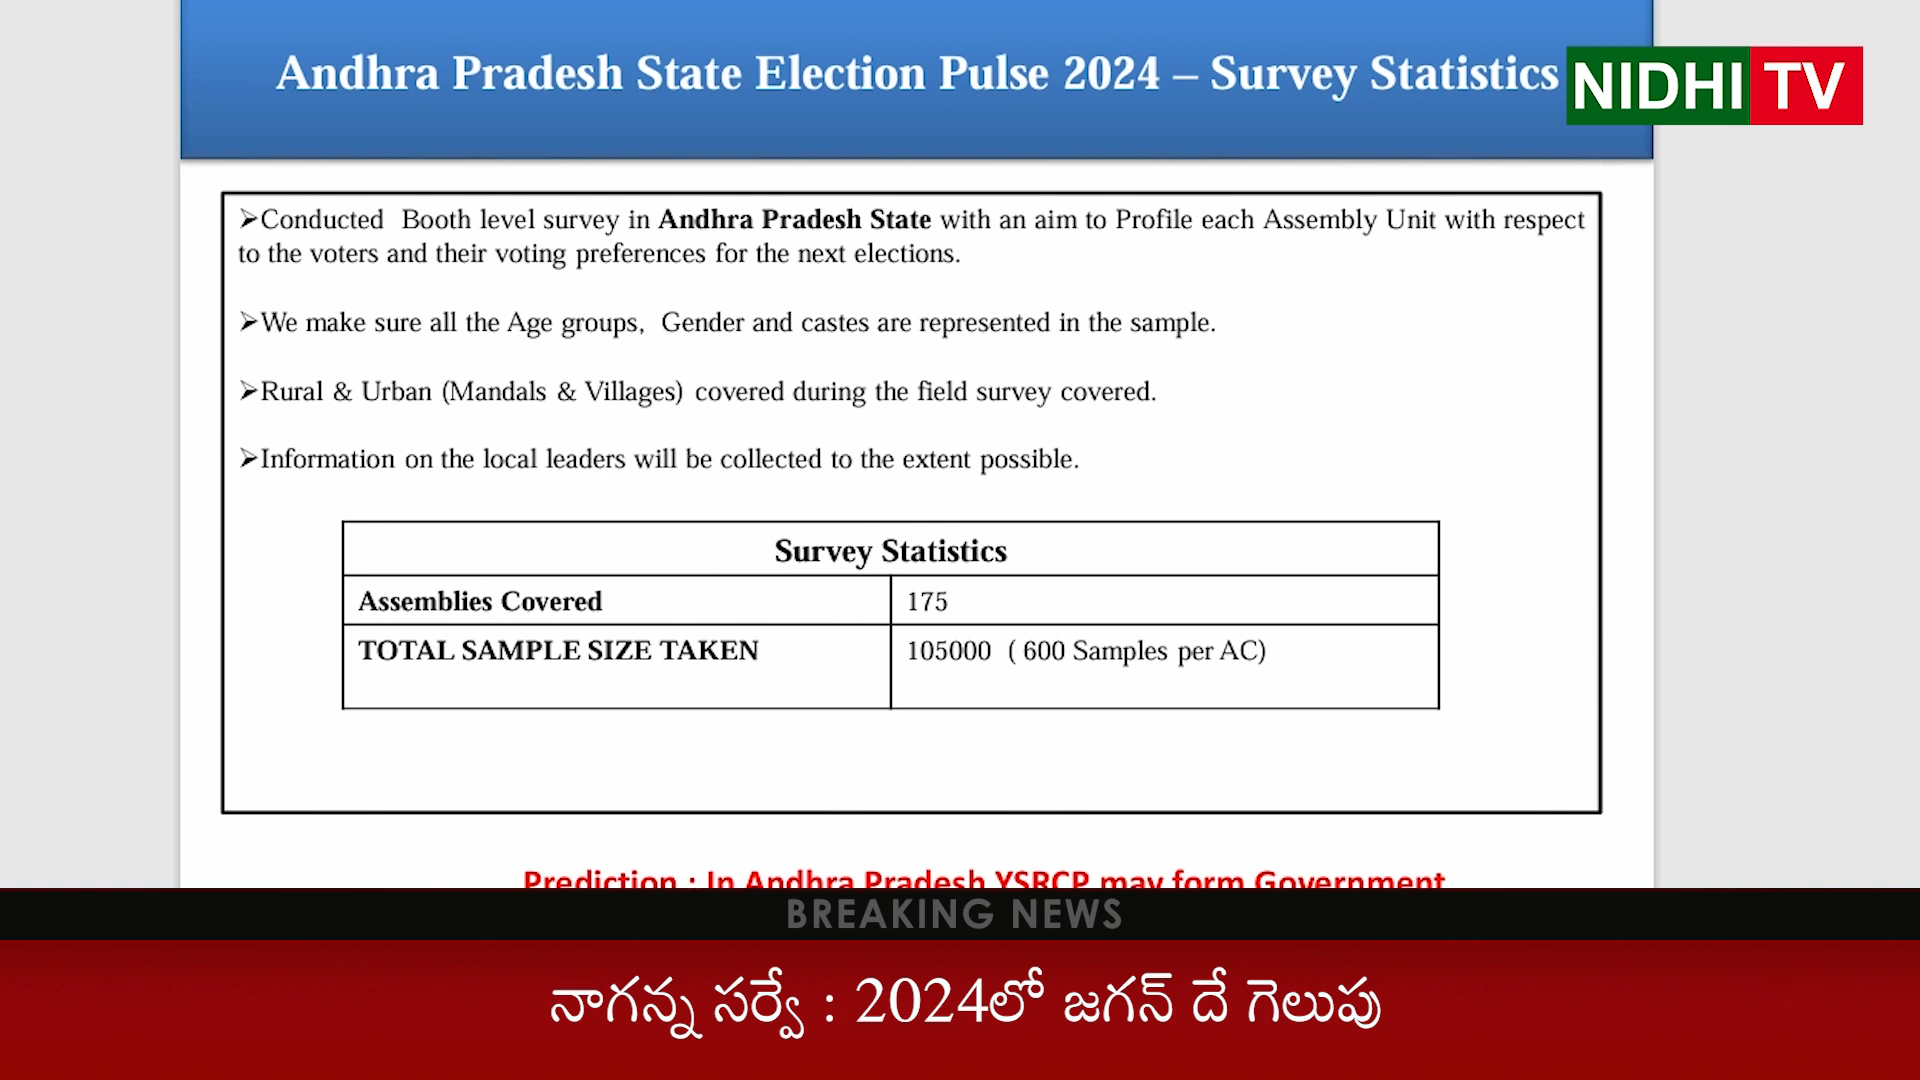 Andhra Pradesh State Election Pulse 2024 – Survey Statistics
NIDHI TV
➢Conducted Booth level survey in Andhra Pradesh State with an aim to Profile each Assembly Unit with respect
to the voters and their voting preferences for the next elections.
➢We make sure all the Age groups, Gender and castes are represented in the sample.
➢Rural & Urban (Mandals & Villages) covered during the field survey covered.
➢Information on the local leaders will be collected to the extent possible.
Survey Statistics
Assemblies Covered 175
TOTAL SAMPLE SIZE TAKEN 105000 ( 600 Samples per AC)
Prediction : In Andhra Pradesh YSRCP may form Government
BREAKING NEWS
నాగన్న సర్వే : 2024లో జగన్ దే గెలుపు